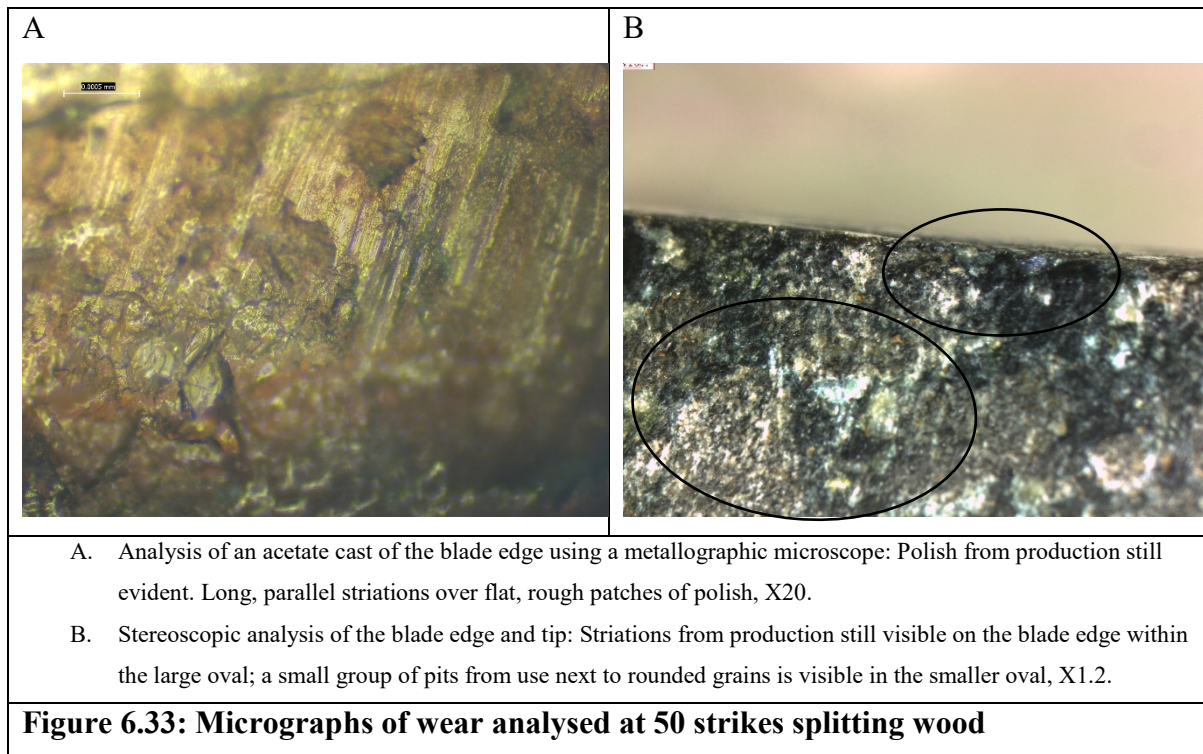 A
B
0.0005 mm
A. Analysis of an acetate cast of the blade edge using a metallographic microscope: Polish from production still
evident. Long, parallel striations over flat, rough patches of polish, X20.
B. Stereoscopic analysis of the blade edge and tip: Striations from production still visible on the blade edge within
the large oval; a small group of pits from use next to rounded grains is visible in the smaller oval, X1.2.
Figure 6.33: Micrographs of wear analysed at 50 strikes splitting wood